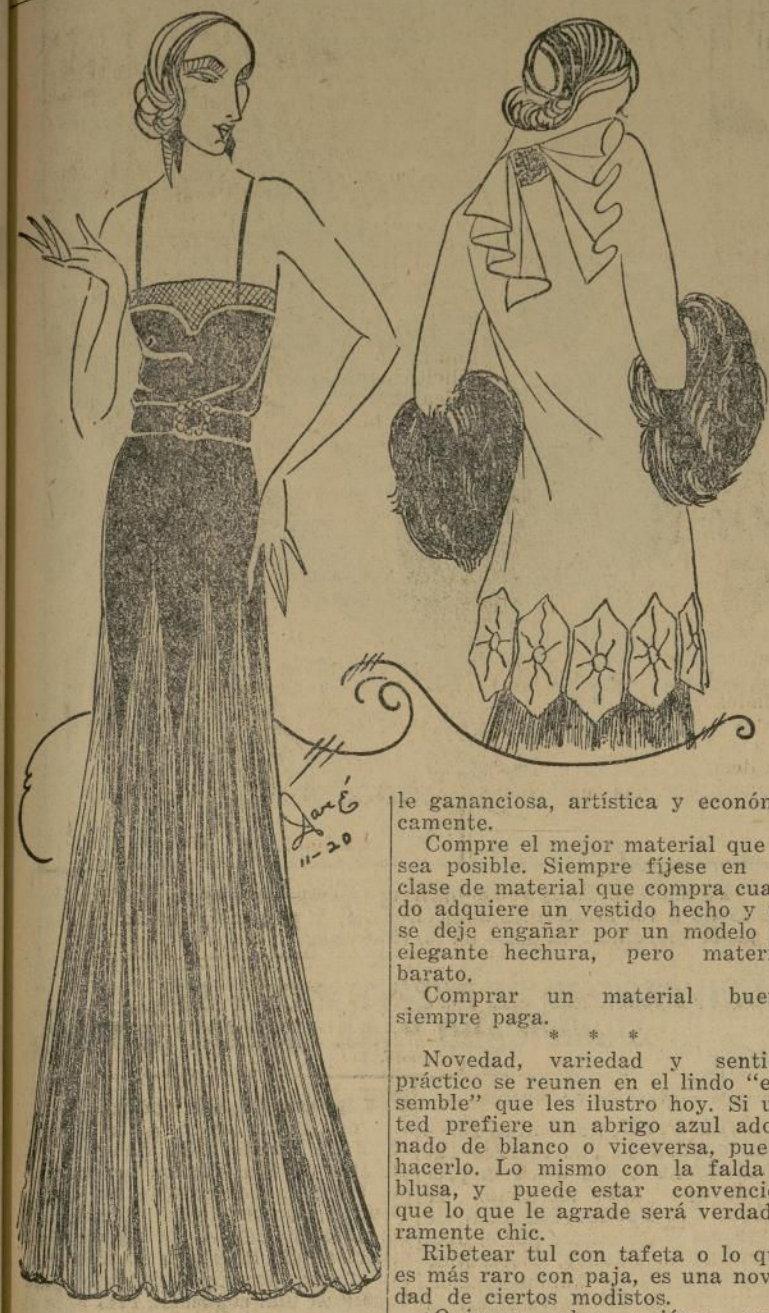 le gananciosa, artística y económ
camente.
Compre el mejor material que
sea posible. Siempre fíjese en
clase de material que compra cua
do adquiere un vestido hecho y
se deje engañar por un modelo
elegante hechura, pero mater
barato.
Comprar un material bue
siempre paga.
* * *
Novedad, variedad y senti
práctico se reunen en el lindo “e
semble” que les ilustro hoy. Si u
ted prefiere un abrigo azul ado
nado de blanco o viceversa, pue
hacerlo. Lo mismo con la falda
blusa, y puede estar convenci
que lo que le agrade será verdad
ramente chic.
Ribetear tul con tafeta o lo qu
es más raro con paja, es una nov
dad de ciertos modistos.
11-20